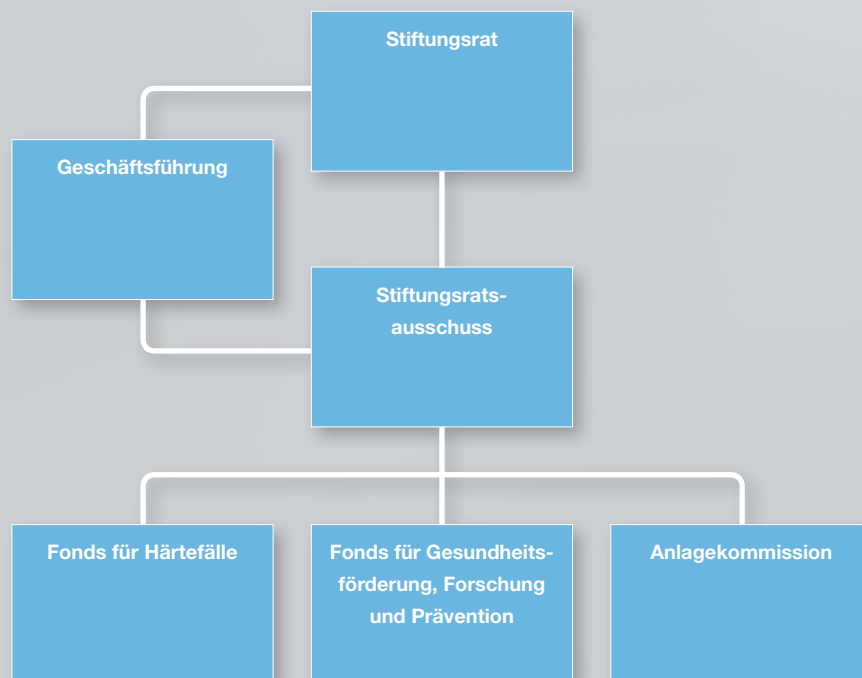 Stiftungsrat
Geschäftsführung
Stiftungsrats-
ausschuss
Fonds für Härtefälle
Fonds für Gesundheits-
förderung, Forschung
und Prävention
Anlagekommission